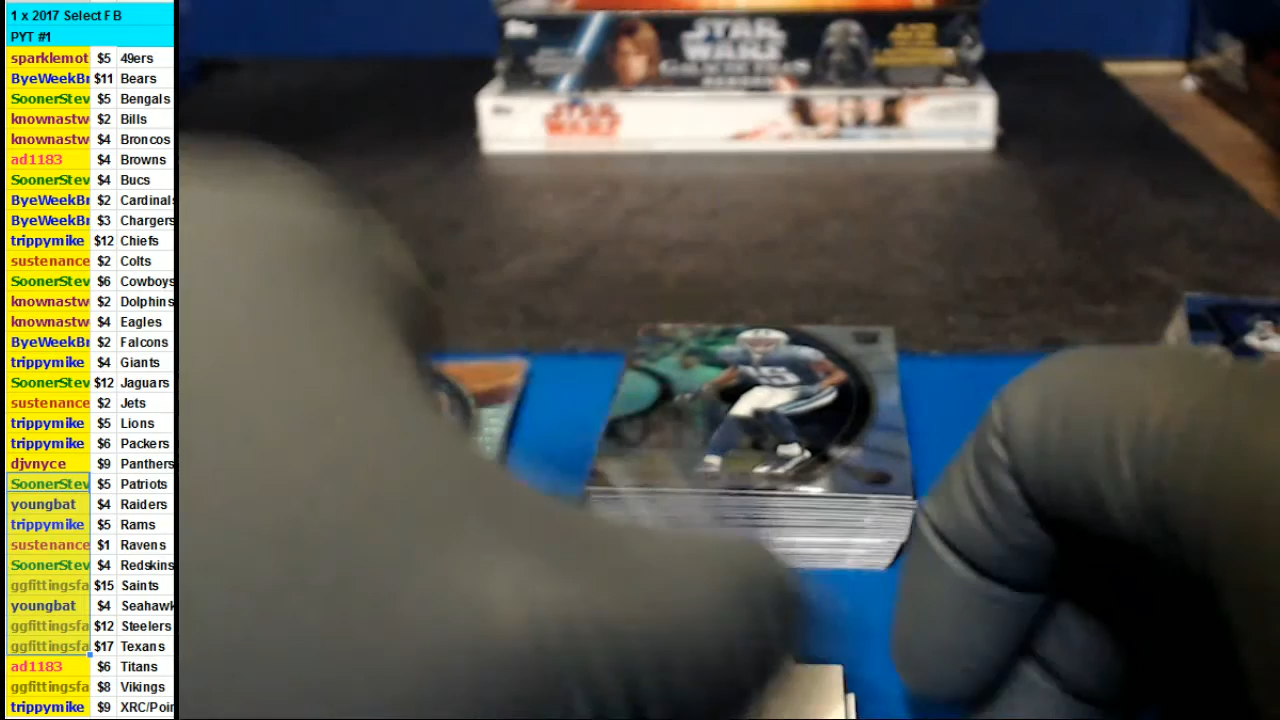 1 x 2017 Select F B
PYT #1
sparklemot $5 49ers
ByeWeekBr $11 Bears
SoonerStev $5 Bengals
knownastw $2 Bills
knownastw $4 Broncos
ad1183 $4 Browns
SoonerStev $4 Bucs
ByeWeekBr $2 Cardinals
ByeWeekBr $3 Chargers
trippymike $12 Chiefs
sustenance $2 Colts
SoonerStev $6 Cowboys
knownastw $2 Dolphins
knownastw $4 Eagles
ByeWeekBr $2 Falcons
trippymike $4 Giants
SoonerStev $12 Jaguars
sustenance $2 Jets
trippymike $5 Lions
trippymike $6 Packers
djvnyce $9 Panthers
SoonerStev $5 Patriots
youngbat $4 Raiders
trippymike $5 Rams
sustenance $1 Ravens
SoonerStev $4 Redskins
ggfittingsfa $15 Saints
youngbat $4 Seahawk
ggfittingsfa $12 Steelers
ggfittingsfa $17 Texans
ad1183 $6 Titans
ggfittingsfa $8 Vikings
trippymike $9 XRC/Poin
Topps
STAR
WARS
STAR
WARS